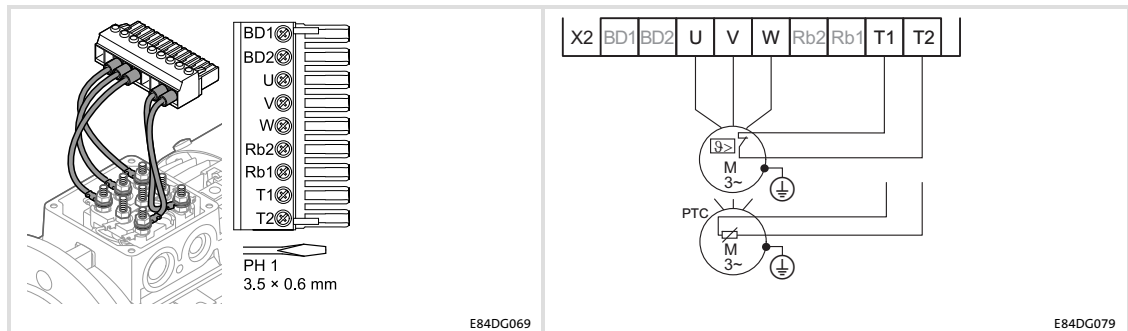 BD1
BD2
U
V
W
Rb2
Rb1
T1
T2
PH 1
3.5 × 0.6 mm
E84DG069
X2 BD1 BD2 U V W Rb2 Rb1 T1 T2
ϑ>
M
3~
PTC
M
3~
E84DG079